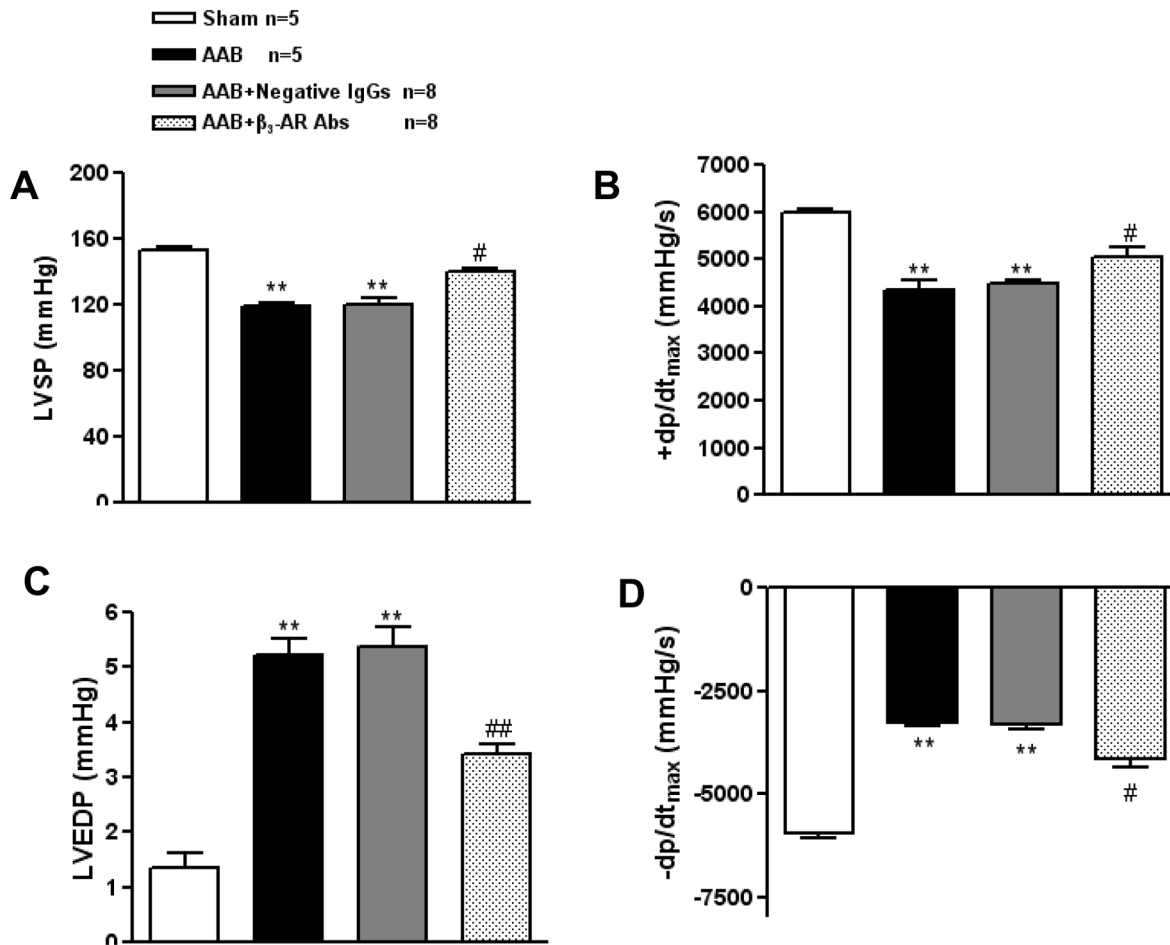 Sham n=5
AAB n=5
AAB+Negative IgGs n=8
AAB+β₃-AR Abs n=8
A
LVSP (mmHg)
200
160
120
80
40
0
** ** #
B
+dp/dtmax (mmHg/s)
7000
6000
5000
4000
3000
2000
1000
0
** ** #
C
LVEDP (mmHg)
6
5
4
3
2
1
0
** ** ##
D
-dp/dtmax (mmHg/s)
0
-2500
-5000
-7500
** ** #